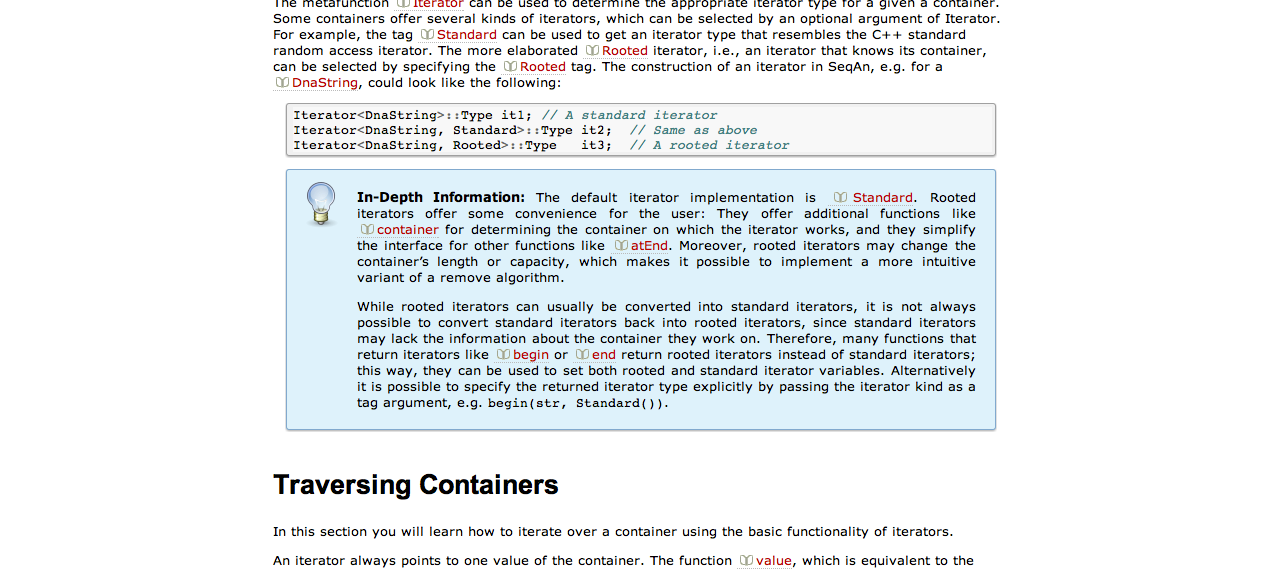 The metafunction Iterator can be used to determine the appropriate iterator type for a given a container.
Some containers offer several kinds of iterators, which can be selected by an optional argument of Iterator.
For example, the tag Standard can be used to get an iterator type that resembles the C++ standard
random access iterator. The more elaborated Rooted iterator, i.e., an iterator that knows its container,
can be selected by specifying the Rooted tag. The construction of an iterator in SeqAn, e.g. for a
DnaString, could look like the following:
Iterator<DnaString>::Type it1; // A standard iterator
Iterator<DnaString, Standard>::Type it2;  // Same as above
Iterator<DnaString, Rooted>::Type   it3;  // A rooted iterator
In-Depth Information: The default iterator implementation is Standard. Rooted
iterators offer some convenience for the user: They offer additional functions like
container for determining the container on which the iterator works, and they simplify
the interface for other functions like atEnd. Moreover, rooted iterators may change the
container's length or capacity, which makes it possible to implement a more intuitive
variant of a remove algorithm.
While rooted iterators can usually be converted into standard iterators, it is not always
possible to convert standard iterators back into rooted iterators, since standard iterators
may lack the information about the container they work on. Therefore, many functions that
return iterators like begin or end return rooted iterators instead of standard iterators;
this way, they can be used to set both rooted and standard iterator variables. Alternatively
it is possible to specify the returned iterator type explicitly by passing the iterator kind as a
tag argument, e.g. begin(str, Standard()).
Traversing Containers
In this section you will learn how to iterate over a container using the basic functionality of iterators.
An iterator always points to one value of the container. The function value, which is equivalent to the